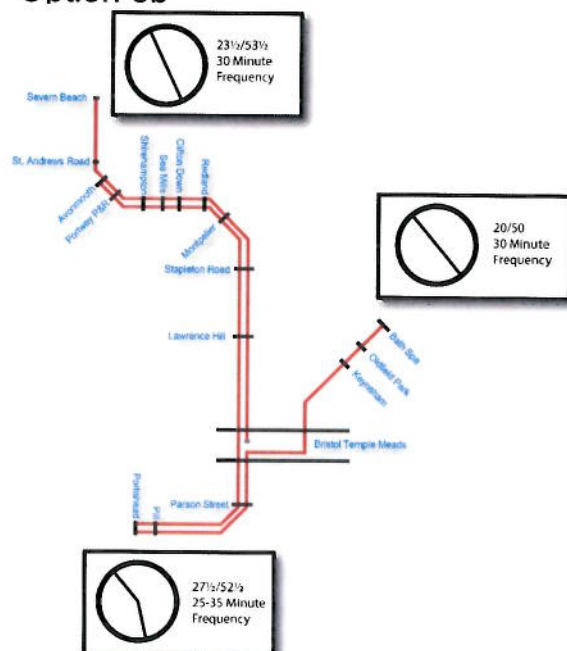 Option 5b
23½/53½
30 Minute
Frequency
Severn Beach
St. Andrews Road
Avonmouth
Portway P&R
Shirehampton
Sea Mills
Clifton Down
Redland
Montpelier
Stapleton Road
Lawrence Hill
20/50
30 Minute
Frequency
Bath Spa
Oldfield Park
Keynsham
Bristol Temple Meads
Parson Street
Portishead
Pill
27½/52½
25-35 Minute
Frequency